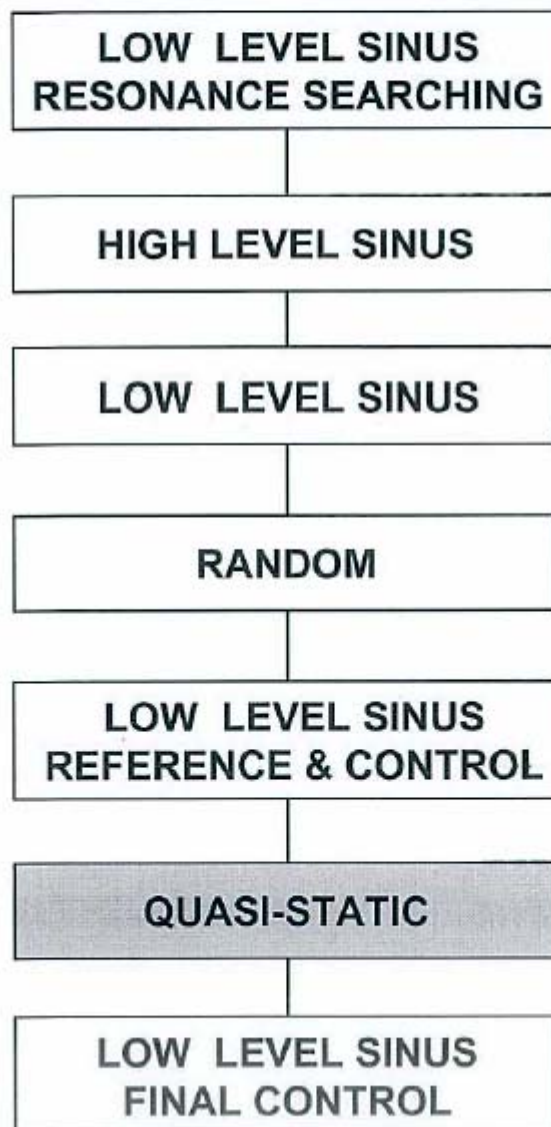 LOW LEVEL SINUS
RESONANCE SEARCHING
HIGH LEVEL SINUS
LOW LEVEL SINUS
RANDOM
LOW LEVEL SINUS
REFERENCE & CONTROL
QUASI-STATIC
LOW LEVEL SINUS
FINAL CONTROL